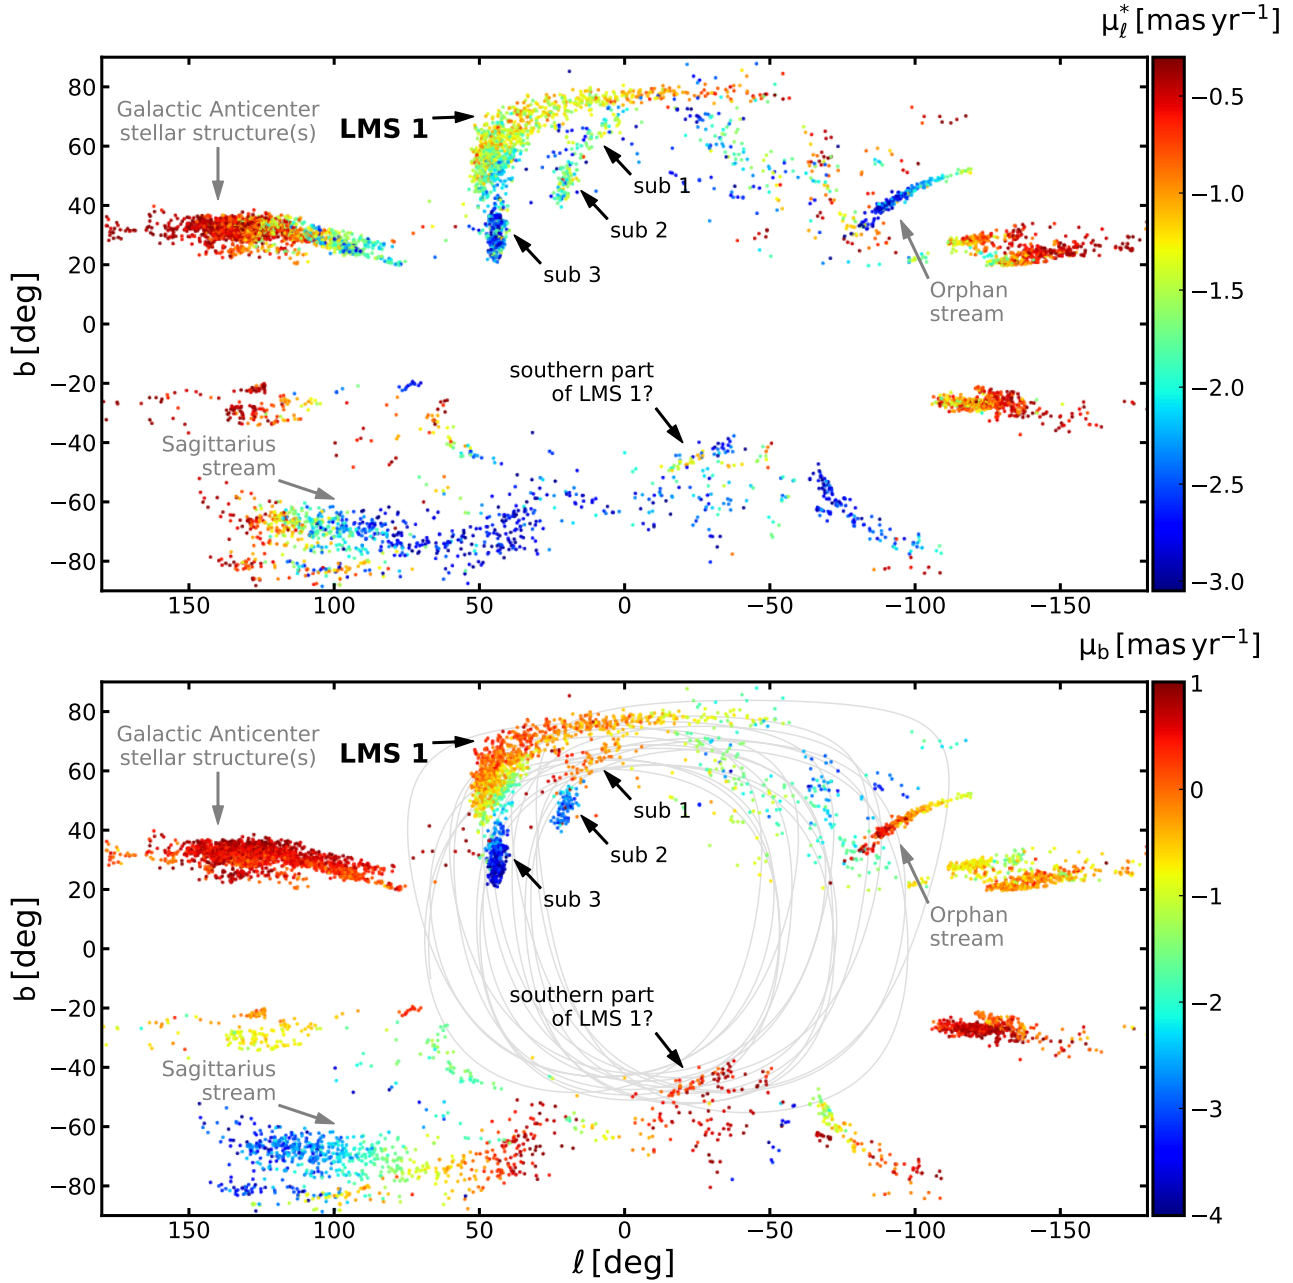 μ*ℓ [mas yr−1]
80
60
40
20
0
−20
−40
−60
−80
b [deg]
Galactic Anticenter
stellar structure(s)
LMS 1
sub 1
sub 2
sub 3
Orphan
stream
southern part
of LMS 1?
Sagittarius
stream
150 100 50 0 −50 −100 −150
−0.5
−1.0
−1.5
−2.0
−2.5
−3.0
μb [mas yr−1]
80
60
40
20
0
−20
−40
−60
−80
b [deg]
Galactic Anticenter
stellar structure(s)
LMS 1
sub 1
sub 2
sub 3
Orphan
stream
southern part
of LMS 1?
Sagittarius
stream
150 100 50 0 −50 −100 −150
ℓ [deg]
1
0
−1
−2
−3
−4